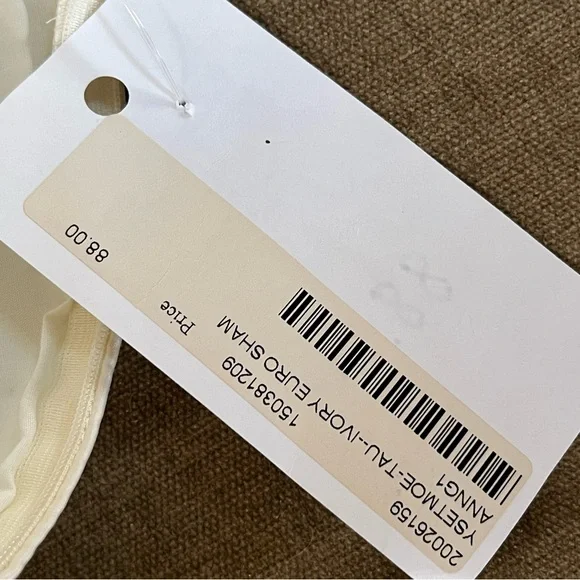 20026159
YSETMOE-TAU--IVORY EURO SHAM
ANNG1
150381209
Price
88.00